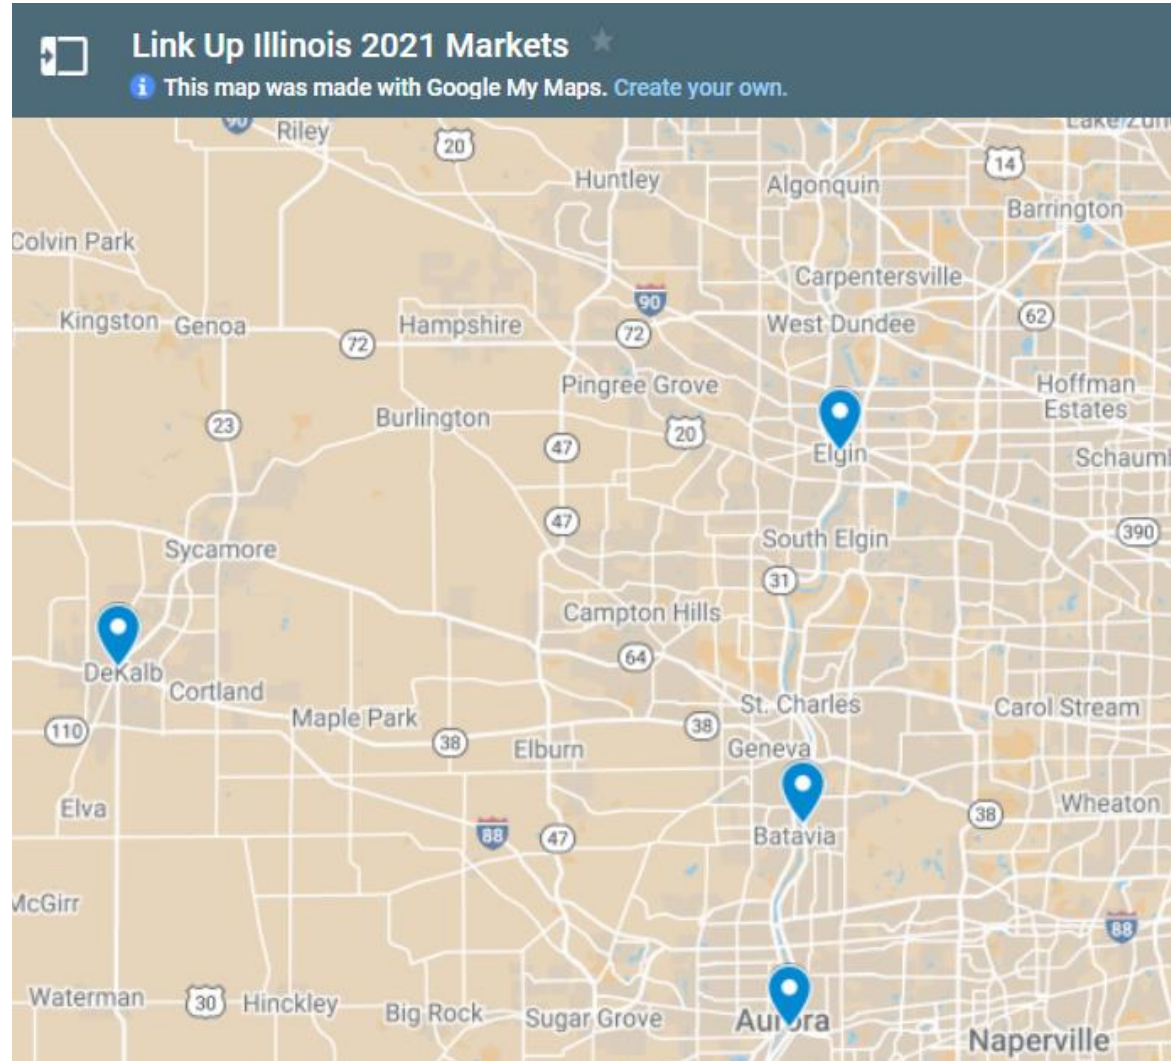 Link Up Illinois 2021 Markets
This map was made with Google My Maps. Create your own.
90
Riley
20
14
Huntley
Algonquin
Barrington
Colvin Park
Carpentersville
90
Kingston
Genoa
72
Hampshire
72
West Dundee
62
Pingree Grove
Hoffman
Estates
Burlington
23
20
47
Elgin
47
390
South Elgin
Sycamore
31
Campton Hills
64
DeKalb
Cortland
Maple Park
St. Charles
Carol Stream
110
38
38
Elburn
Geneva
Elva
Wheaton
38
88
47
Batavia
McGirr
88
Waterman
30
Hinckley
Big Rock
Sugar Grove
Aurora
Naperville